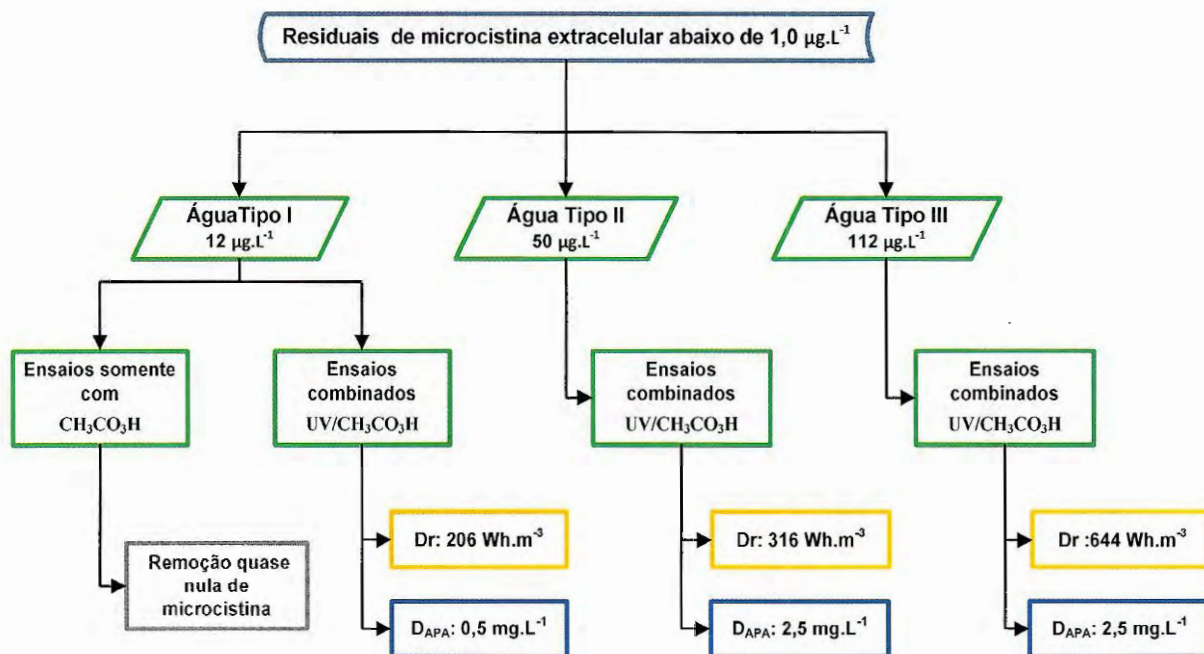 Residuais de microcistina extracelular abaixo de 1,0 µg.L⁻¹
ÁguaTipo I
12 µg.L⁻¹
Água Tipo II
50 µg.L⁻¹
Água Tipo III
112 µg.L⁻¹
Ensaios somente
com
CH₃CO₃H
Ensaios
combinados
UV/CH₃CO₃H
Ensaios
combinados
UV/CH₃CO₃H
Ensaios
combinados
UV/CH₃CO₃H
Remoção quase
nula de
microcistina
Dr: 206 Wh.m⁻³
Dr: 316 Wh.m⁻³
Dr :644 Wh.m⁻³
D_APA: 0,5 mg.L⁻¹
D_APA: 2,5 mg.L⁻¹
D_APA: 2,5 mg.L⁻¹